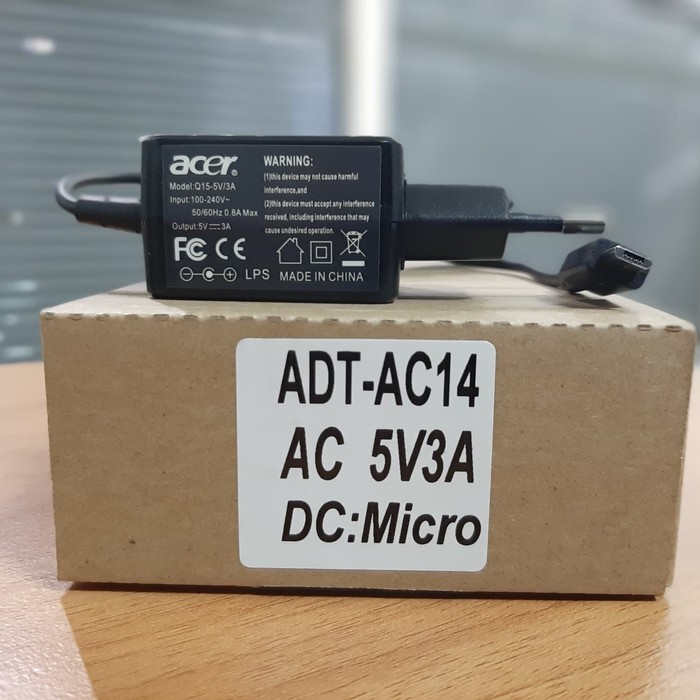 acer®
Model:Q15-5V/3A
Input:100-240V~
50/60Hz 0.8A Max
Output:5V⎓3A
FC CE
LPS
WARNING:
(1)this device may not cause harmful
interference,and
(2)this device must accept any interference
received, including interference that may
cause undesired operation.
MADE IN CHINA
ADT-AC14
AC 5V3A
DC:Micro